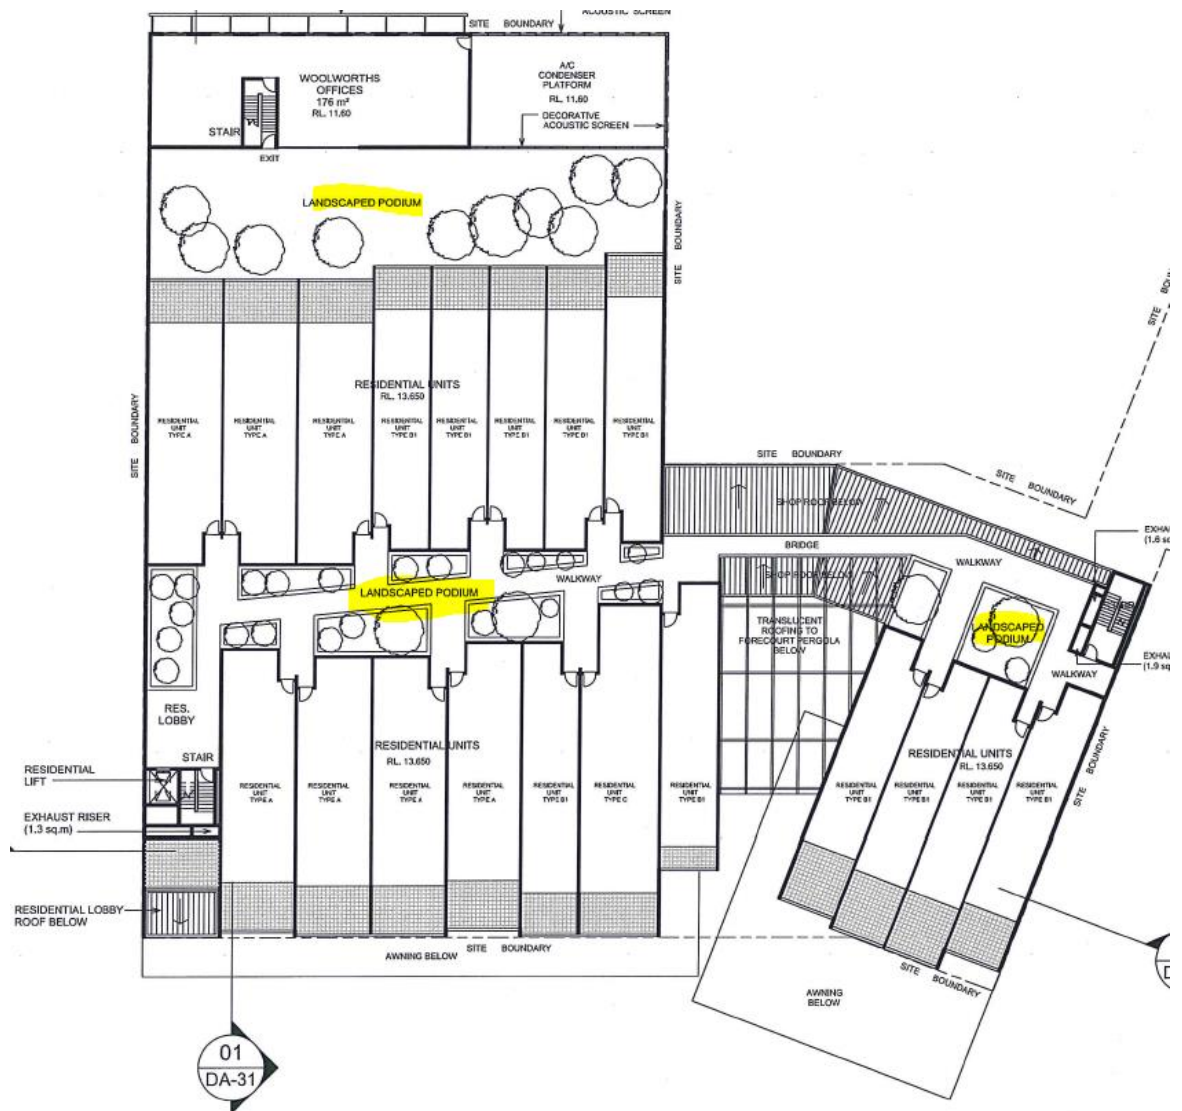 ACOUSTIC SCREEN
SITE BOUNDARY
WOOLWORTHS
OFFICES
176 m²
RL. 11.60
A/C
CONDENSER
PLATFORM
RL. 11.60
DECORATIVE
ACOUSTIC SCREEN
STAIR
EXIT
LANDSCAPED PODIUM
SITE BOUNDARY
SITE BOUNDARY
SITE
RESIDENTIAL UNITS
RL. 13.650
RESIDENTIAL
UNIT
TYPE A
RESIDENTIAL
UNIT
TYPE A
RESIDENTIAL
UNIT
TYPE A
RESIDENTIAL
UNIT
TYPE B1
RESIDENTIAL
UNIT
TYPE B1
RESIDENTIAL
UNIT
TYPE B1
RESIDENTIAL
UNIT
TYPE B1
RESIDENTIAL
UNIT
TYPE B1
SITE BOUNDARY
SITE BOUNDARY
SHOP ROOF BELOW
BRIDGE
WALKWAY
SHOP ROOF BELOW
WALKWAY
LANDSCAPED PODIUM
TRANSLUCENT
ROOFING TO
FORECOURT PERGOLA
BELOW
LANDSCAPED
PODIUM
WALKWAY
(1.6
(1.9
RES.
LOBBY
STAIR
RESIDENTIAL
LIFT
EXHAUST RISER
(1.3 sq.m)
RESIDENTIAL LOBBY
ROOF BELOW
RESIDENTIAL UNITS
RL. 13.650
RESIDENTIAL
UNIT
TYPE A
RESIDENTIAL
UNIT
TYPE A
RESIDENTIAL
UNIT
TYPE A
RESIDENTIAL
UNIT
TYPE A
RESIDENTIAL
UNIT
TYPE B1
RESIDENTIAL
UNIT
TYPE C
RESIDENTIAL
UNIT
TYPE B1
RESIDENTIAL UNITS
RL. 13.650
RESIDENTIAL
UNIT
TYPE B1
RESIDENTIAL
UNIT
TYPE B1
RESIDENTIAL
UNIT
TYPE B1
RESIDENTIAL
UNIT
TYPE B1
SITE BOUNDARY
SITE BOUNDARY
AWNING BELOW
SITE BOUNDARY
AWNING
BELOW
01
DA-31